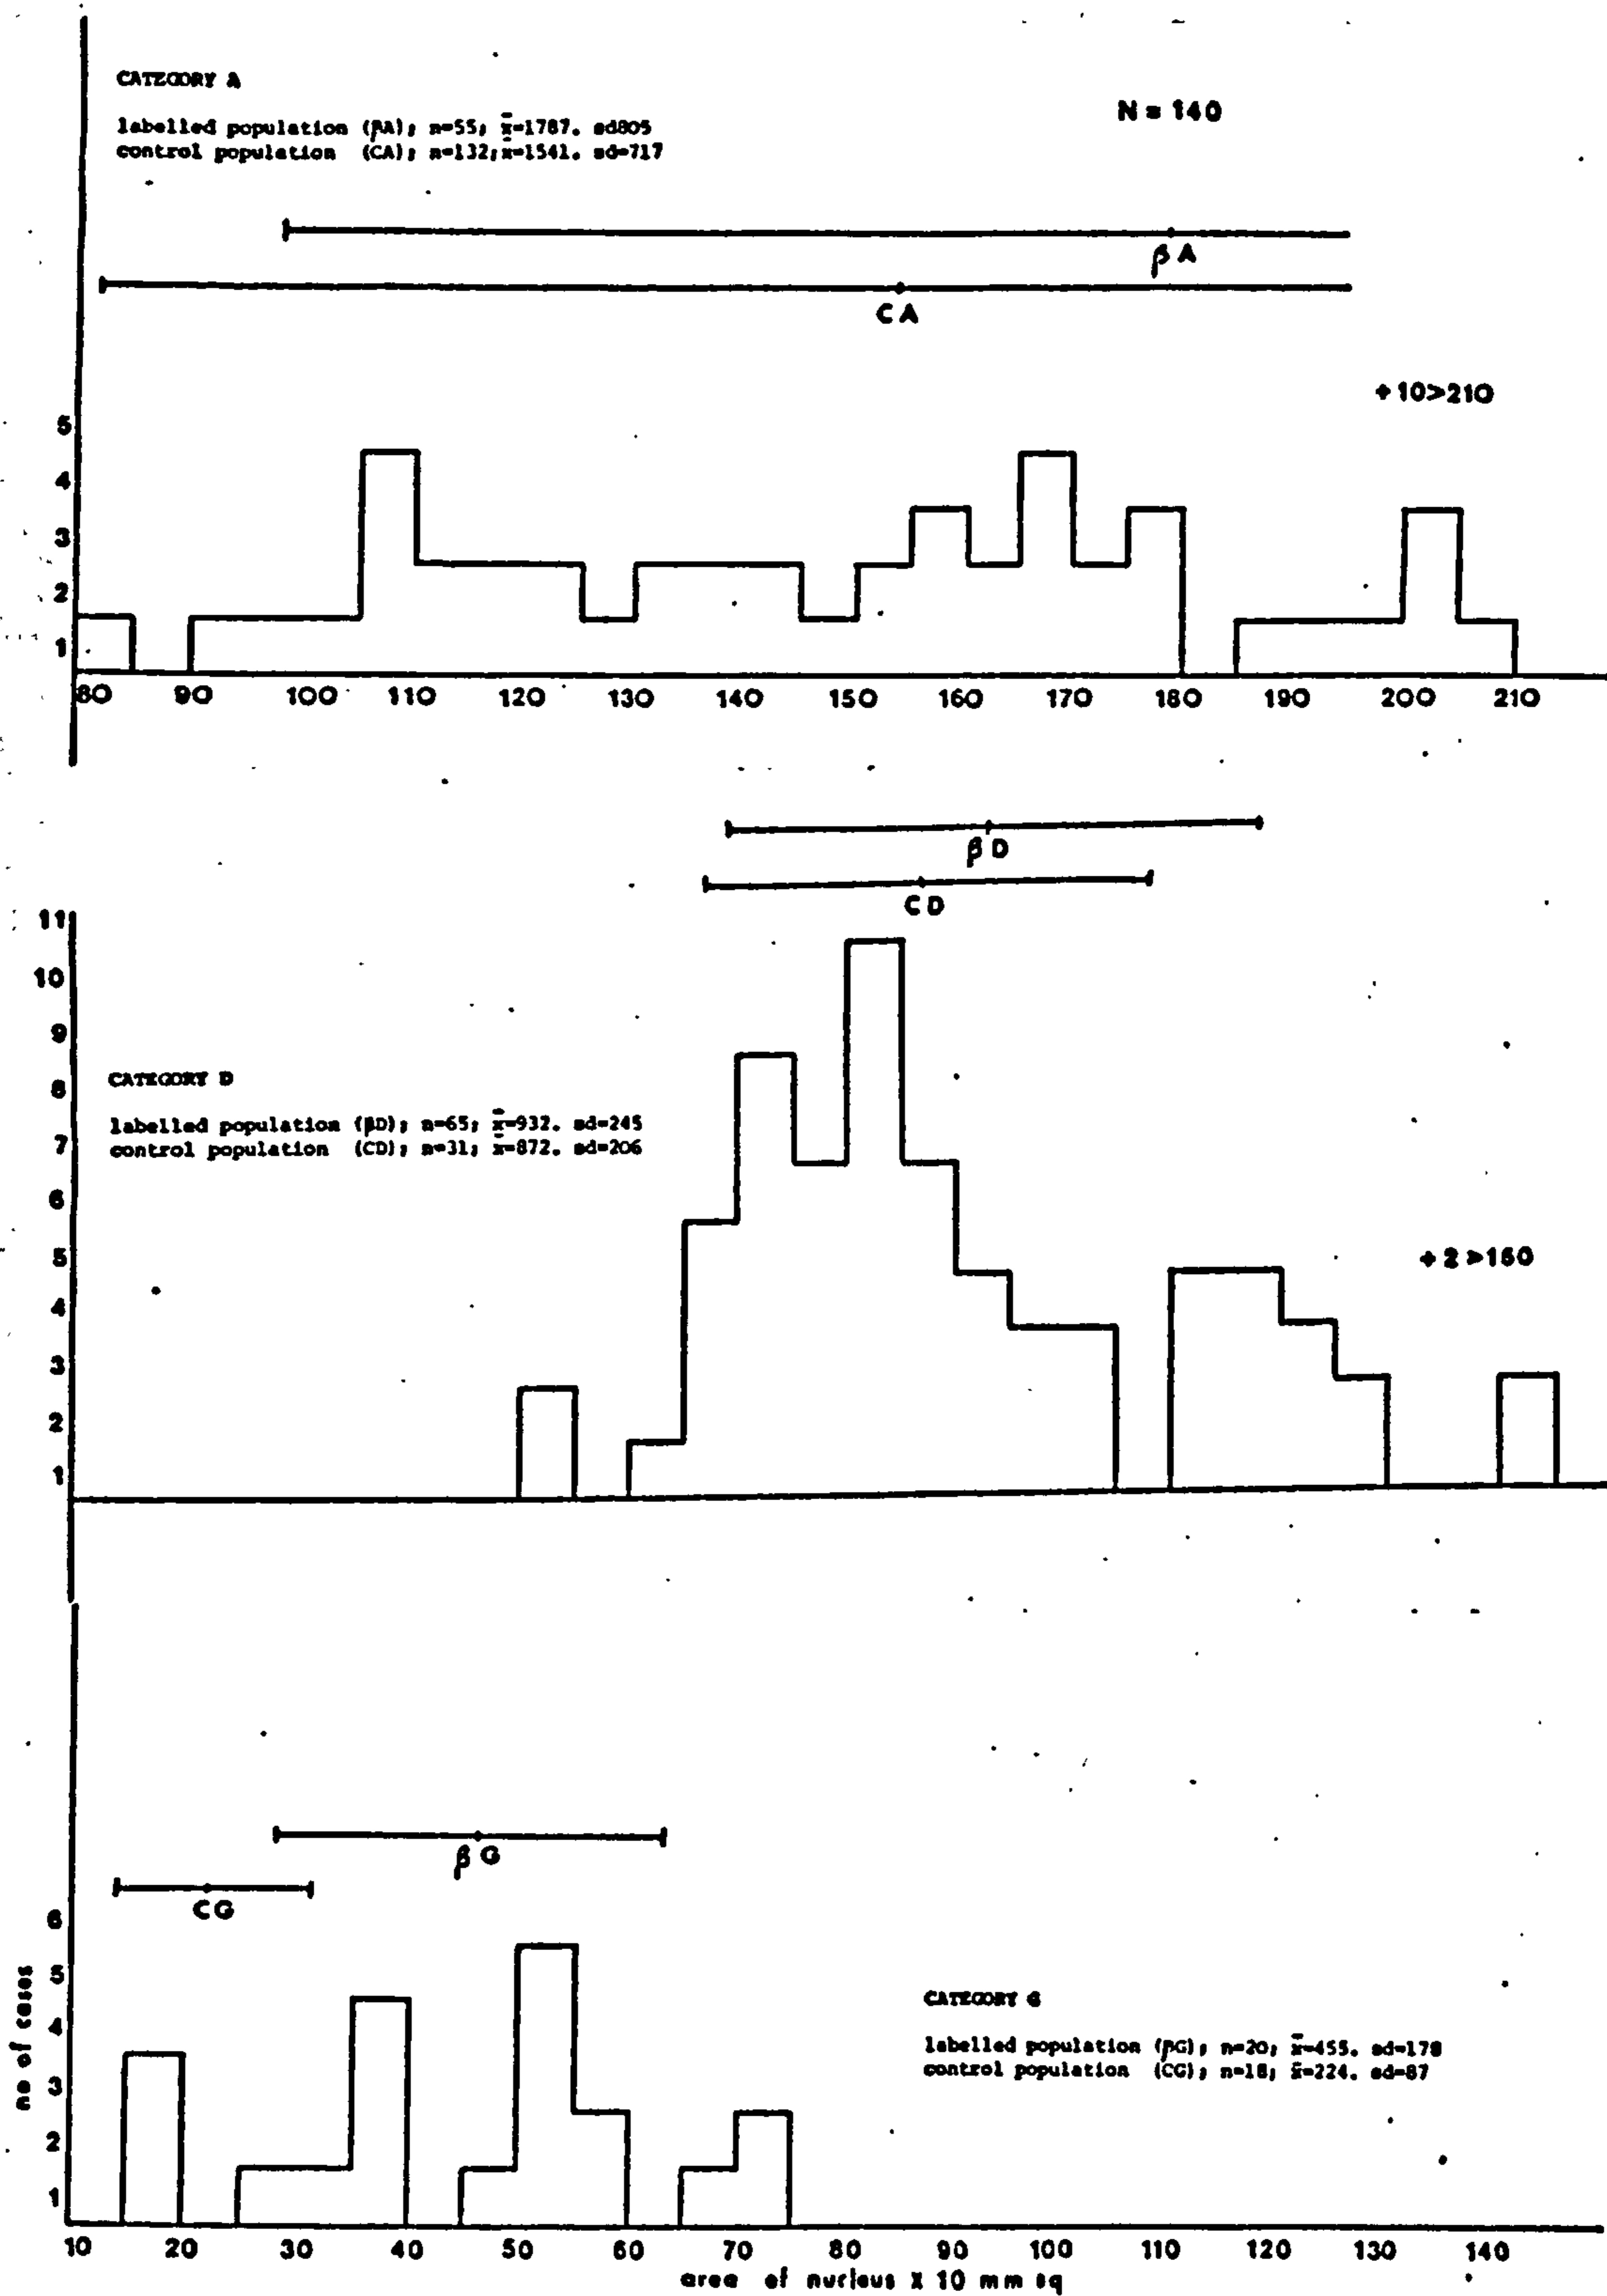 CATEGORY A
N = 140
labelled population (βA); n=55; x̄=1787. sd805
control population (CA); n=132; x̄=1541. sd=717
βA
CA
+10>210
5
4
3
2
1
80 90 100 110 120 130 140 150 160 170 180 190 200 210
βD
CD
11
10
9
8
7
6
5
4
3
2
1
CATEGORY D
labelled population (βD); n=65; x̄=932. sd=245
control population (CD); n=31; x̄=872. sd=206
+2>150
βG
CG
6
5
4
3
2
1
no of cases
CATEGORY G
labelled population (βG); n=20; x̄=455. sd=178
control population (CG); n=18; x̄=224. sd=87
10 20 30 40 50 60 70 80 90 100 110 120 130 140
area of nucleus X 10 mm sq